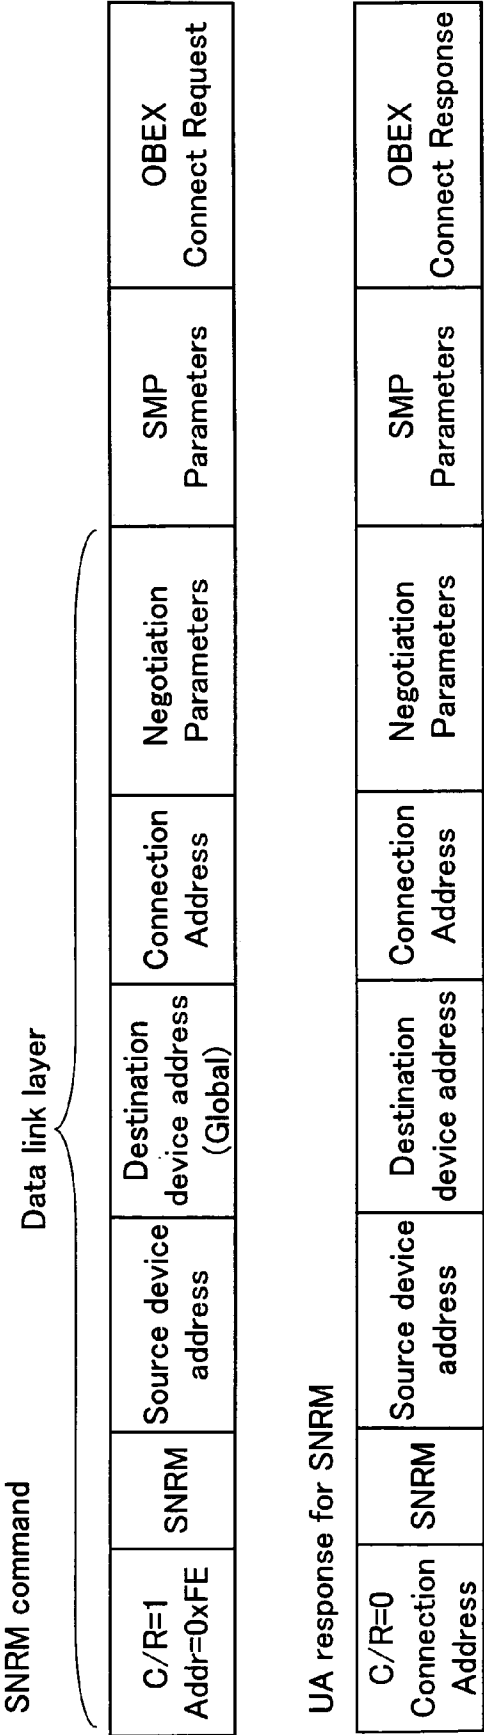 SNRM command
Data link layer
C/R=1
Addr=0xFE
SNRM
Source device
address
Destination
device address
(Global)
Connection
Address
Negotiation
Parameters
SMP
Parameters
OBEX
Connect Request
UA response for SNRM
C/R=0
Connection
Address
SNRM
Source device
address
Destination
device address
Connection
Address
Negotiation
Parameters
SMP
Parameters
OBEX
Connect Response